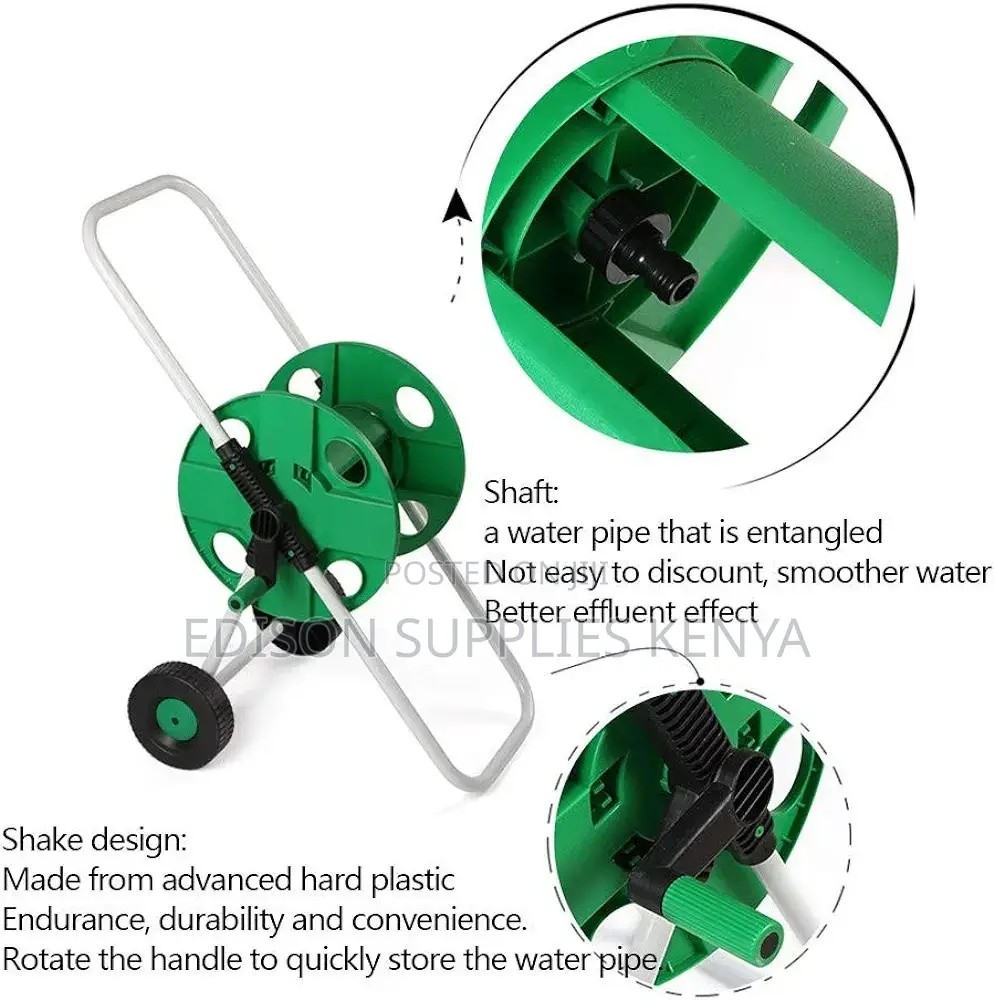 Shaft:
a water pipe that is entangled
Not easy to discount, smoother water
POSTED ON JIJI
Better effluent effect
EDISON SUPPLIES KENYA
Shake design:
Made from advanced hard plastic
Endurance, durability and convenience.
Rotate the handle to quickly store the water pipe.